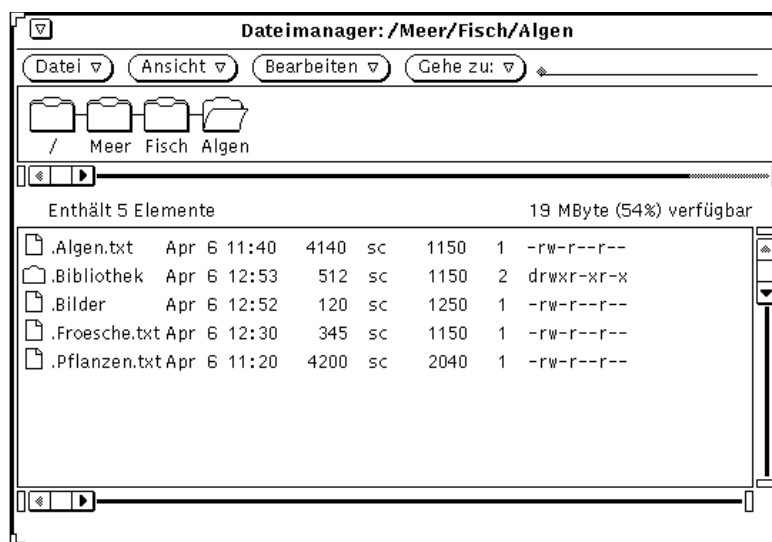 Dateimanager: /Meer/Fisch/Algen
Datei Ansicht Bearbeiten Gehe zu:
/ Meer Fisch Algen
Enthält 5 Elemente 19 MByte (54%) verfügbar
.Algen.txt Apr 6 11:40 4140 sc 1150 1 -rw-r--r--
.Bibliothek Apr 6 12:53 512 sc 1150 2 drwxr-xr-x
.Bilder Apr 6 12:52 120 sc 1250 1 -rw-r--r--
.Froesche.txt Apr 6 12:30 345 sc 1150 1 -rw-r--r--
.Pflanzen.txt Apr 6 11:20 4200 sc 2040 1 -rw-r--r--